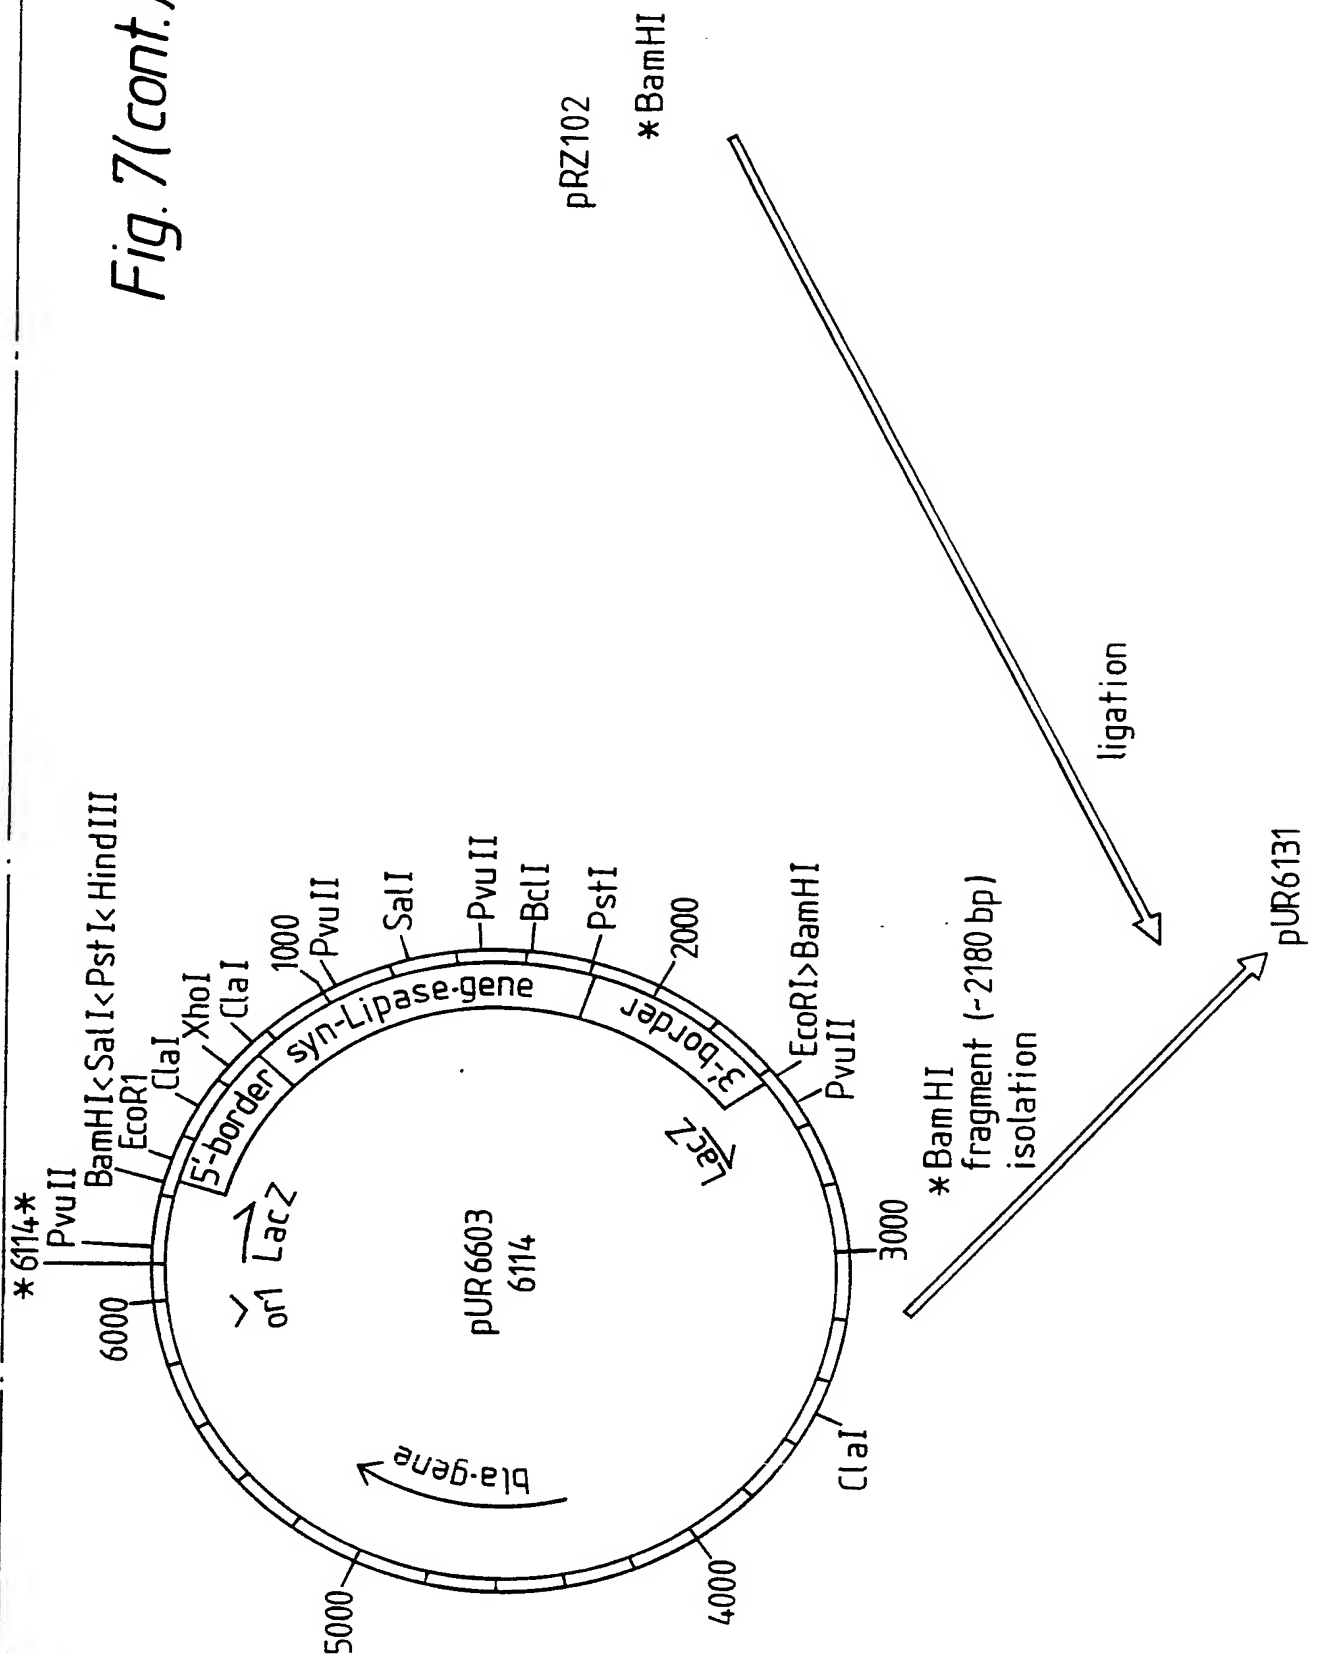 Fig. 7(cont.)
*6114*
PvuII
BamHI<SalI<PstI<HindIII
EcoR1
ClaI
XhoI
ClaI
1000
PvuII
SalI
PvuII
BclI
PstI
2000
EcoRI>BamHI
PvuII
3000
ClaI
4000
5000
6000
5'-border
syn-Lipase-gene
3'-border
ori
LacZ
LacZ
bla-gene
pUR6603
6114
pRZ102
*BamHI
*BamHI
fragment (~2180 bp)
isolation
ligation
pUR6131